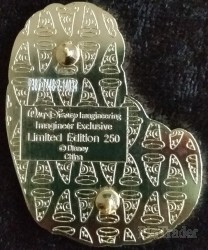 Walt Disney Imagineering
Imagineer Exclusive
Limited Edition 250
© Disney
China